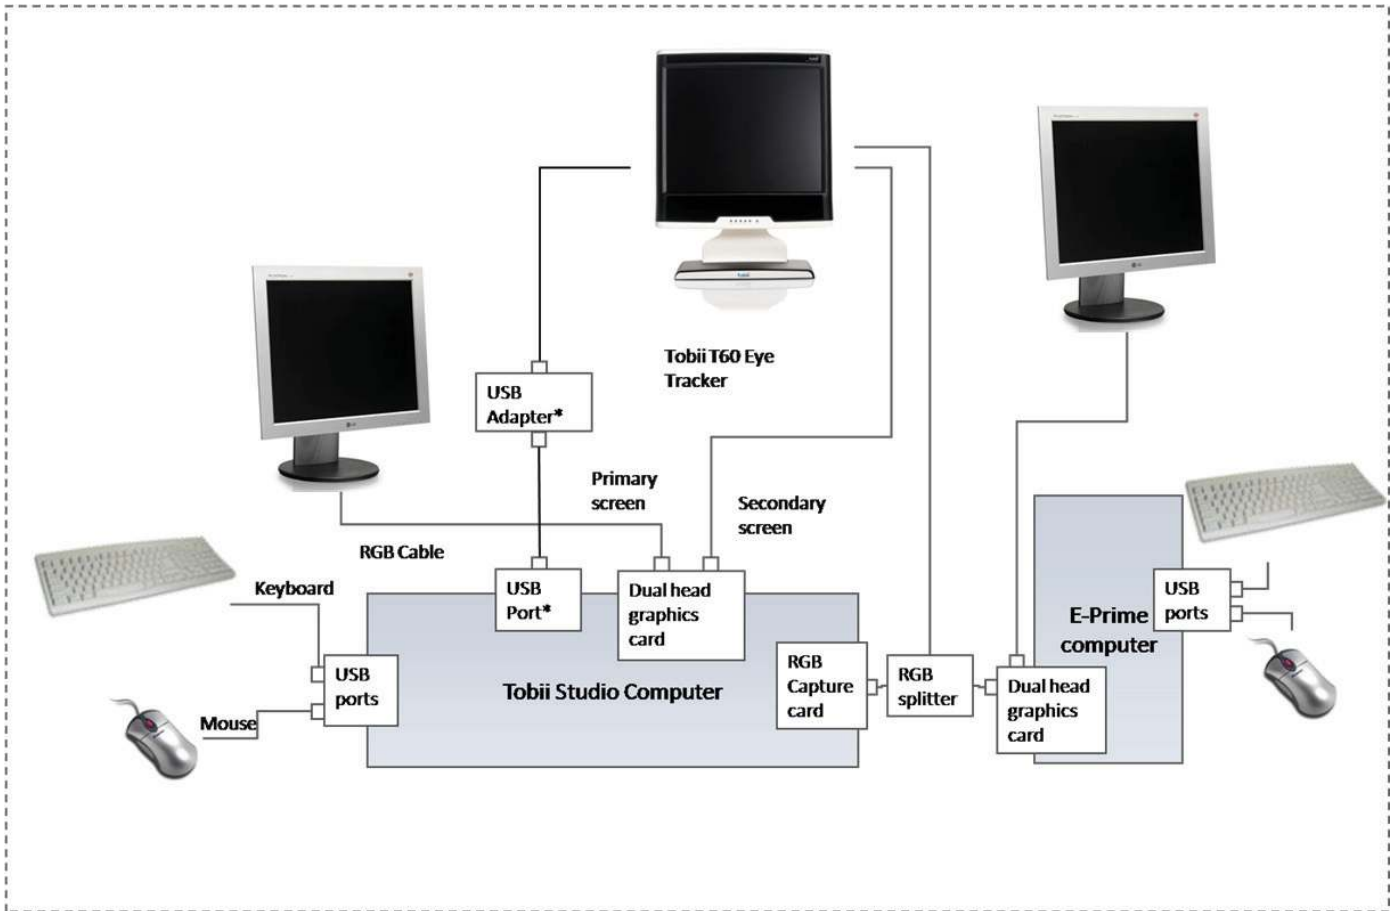 Tobii T60 Eye
Tracker
USB
Adapter*
Primary
screen
Secondary
screen
RGB Cable
Keyboard
USB
Port*
Dual head
graphics
card
USB
ports
E-Prime
computer
USB
ports
Mouse
Tobii Studio Computer
RGB
Capture
card
RGB
splitter
Dual head
graphics
card